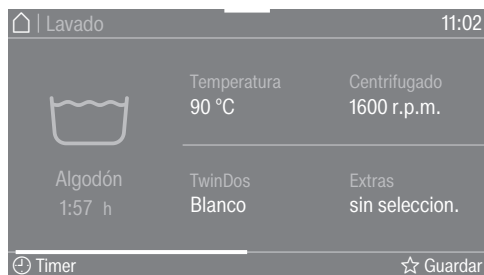 | Lavado 11:02
Temperatura Centrifugado
90 °C 1600 r.p.m.
Algodón TwinDos Extras
1:57 h Blanco sin seleccion.
Timer Guardar